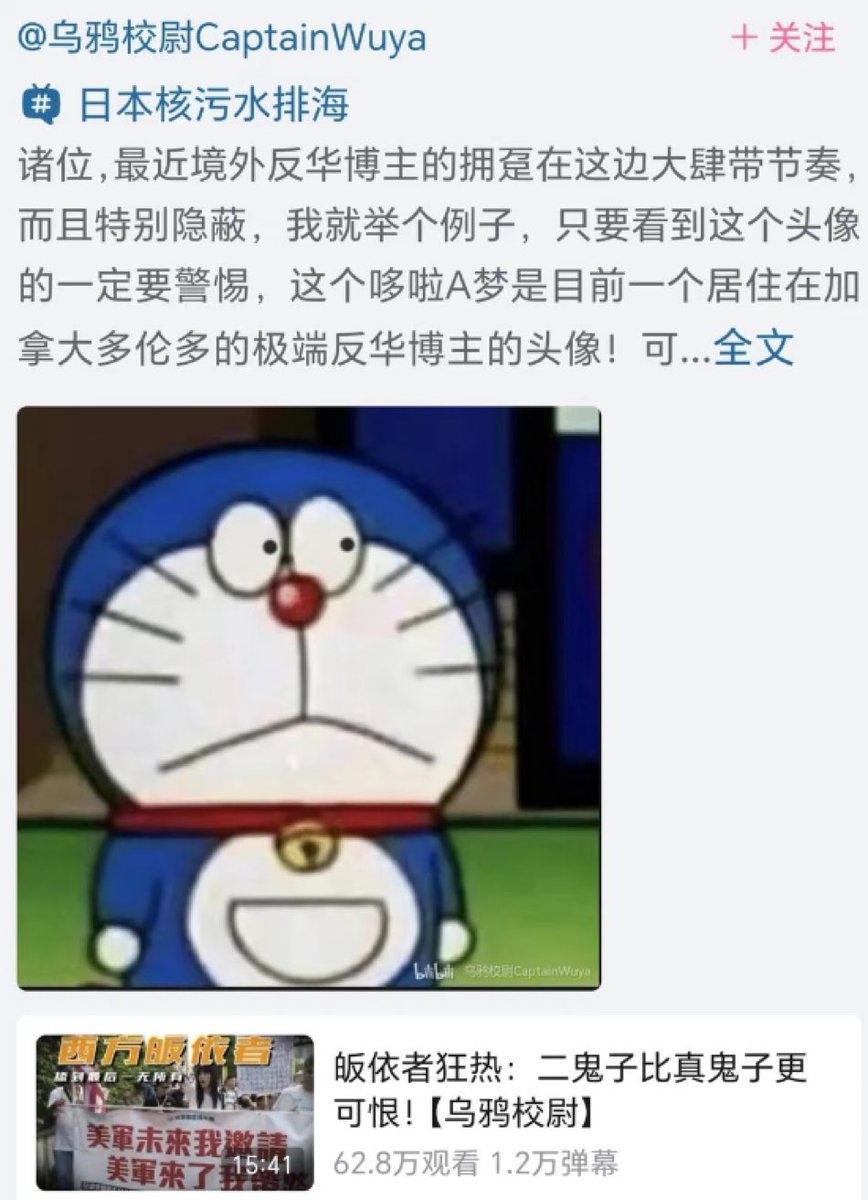 @乌鸦校尉CaptainWuya
+ 关注
# 日本核污水排海
诸位,最近境外反华博主的拥趸在这边大肆带节奏，
而且特别隐蔽，我就举个例子，只要看到这个头像
的一定要警惕，这个哆啦A梦是目前一个居住在加
拿大多伦多的极端反华博主的头像！可...全文
bilibili 乌鸦校尉CaptainWuya
西方皈依者
舔到最后一无所有
美軍未來我邀請
美軍來了我
15:41
皈依者狂热：二鬼子比真鬼子更
可恨!【乌鸦校尉】
62.8万观看 1.2万弹幕